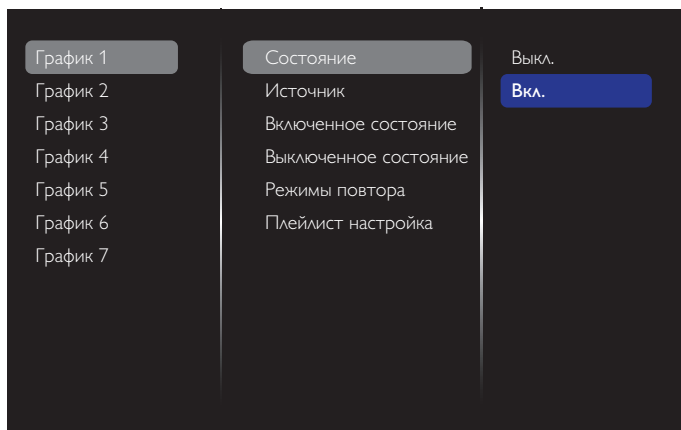 График 1
График 2
График 3
График 4
График 5
График 6
График 7
Состояние
Источник
Включенное состояние
Выключенное состояние
Режимы повтора
Плейлист настройка
Выкл.
Вкл.